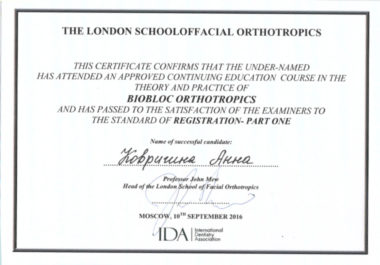 THE LONDON SCHOOLOFFACIAL ORTHOTROPICS
THIS CERTIFICATE CONFIRMS THAT THE UNDER-NAMED
HAS ATTENDED AN APPROVED CONTINUING EDUCATION COURSE IN THE
THEORY AND PRACTICE OF
BIOBLOC ORTHOTROPICS
AND HAS PASSED TO THE SATISFACTION OF THE EXAMINERS TO
THE STANDARD OF REGISTRATION- PART ONE
Name of successful candidate:
Ковригина Анна
Professor John Mew
Head of the London School of Facial Orthotropics
MOSCOW, 10TH SEPTEMBER 2016
IDA International
Dentistry
Association